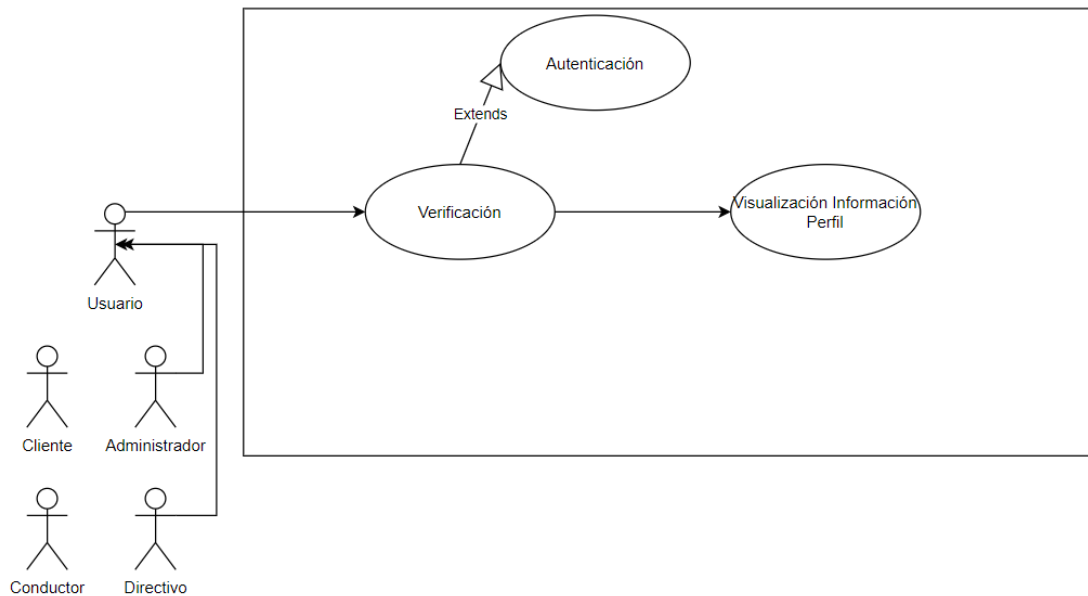 Autenticación
Extends
Verificación
Visualización Información
Perfil
Usuario
Cliente
Administrador
Conductor
Directivo